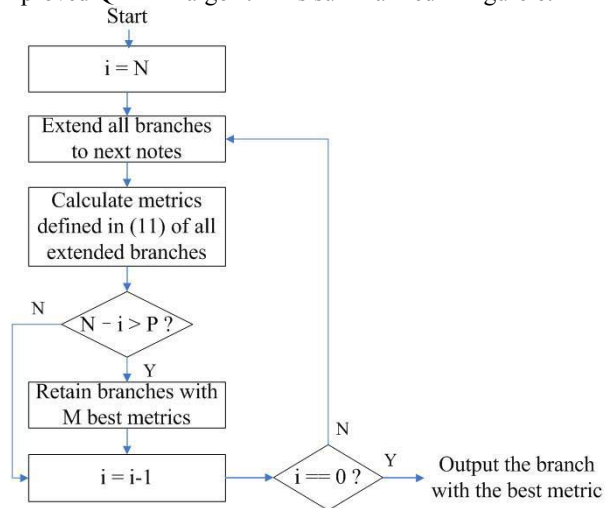 Start
i = N
Extend all branches
to next notes
Calculate metrics
defined in (11) of all
extended branches
N
N - i > P ?
Y
Retain branches with
M best metrics
N
i = i-1
i == 0 ?
Y
Output the branch
with the best metric